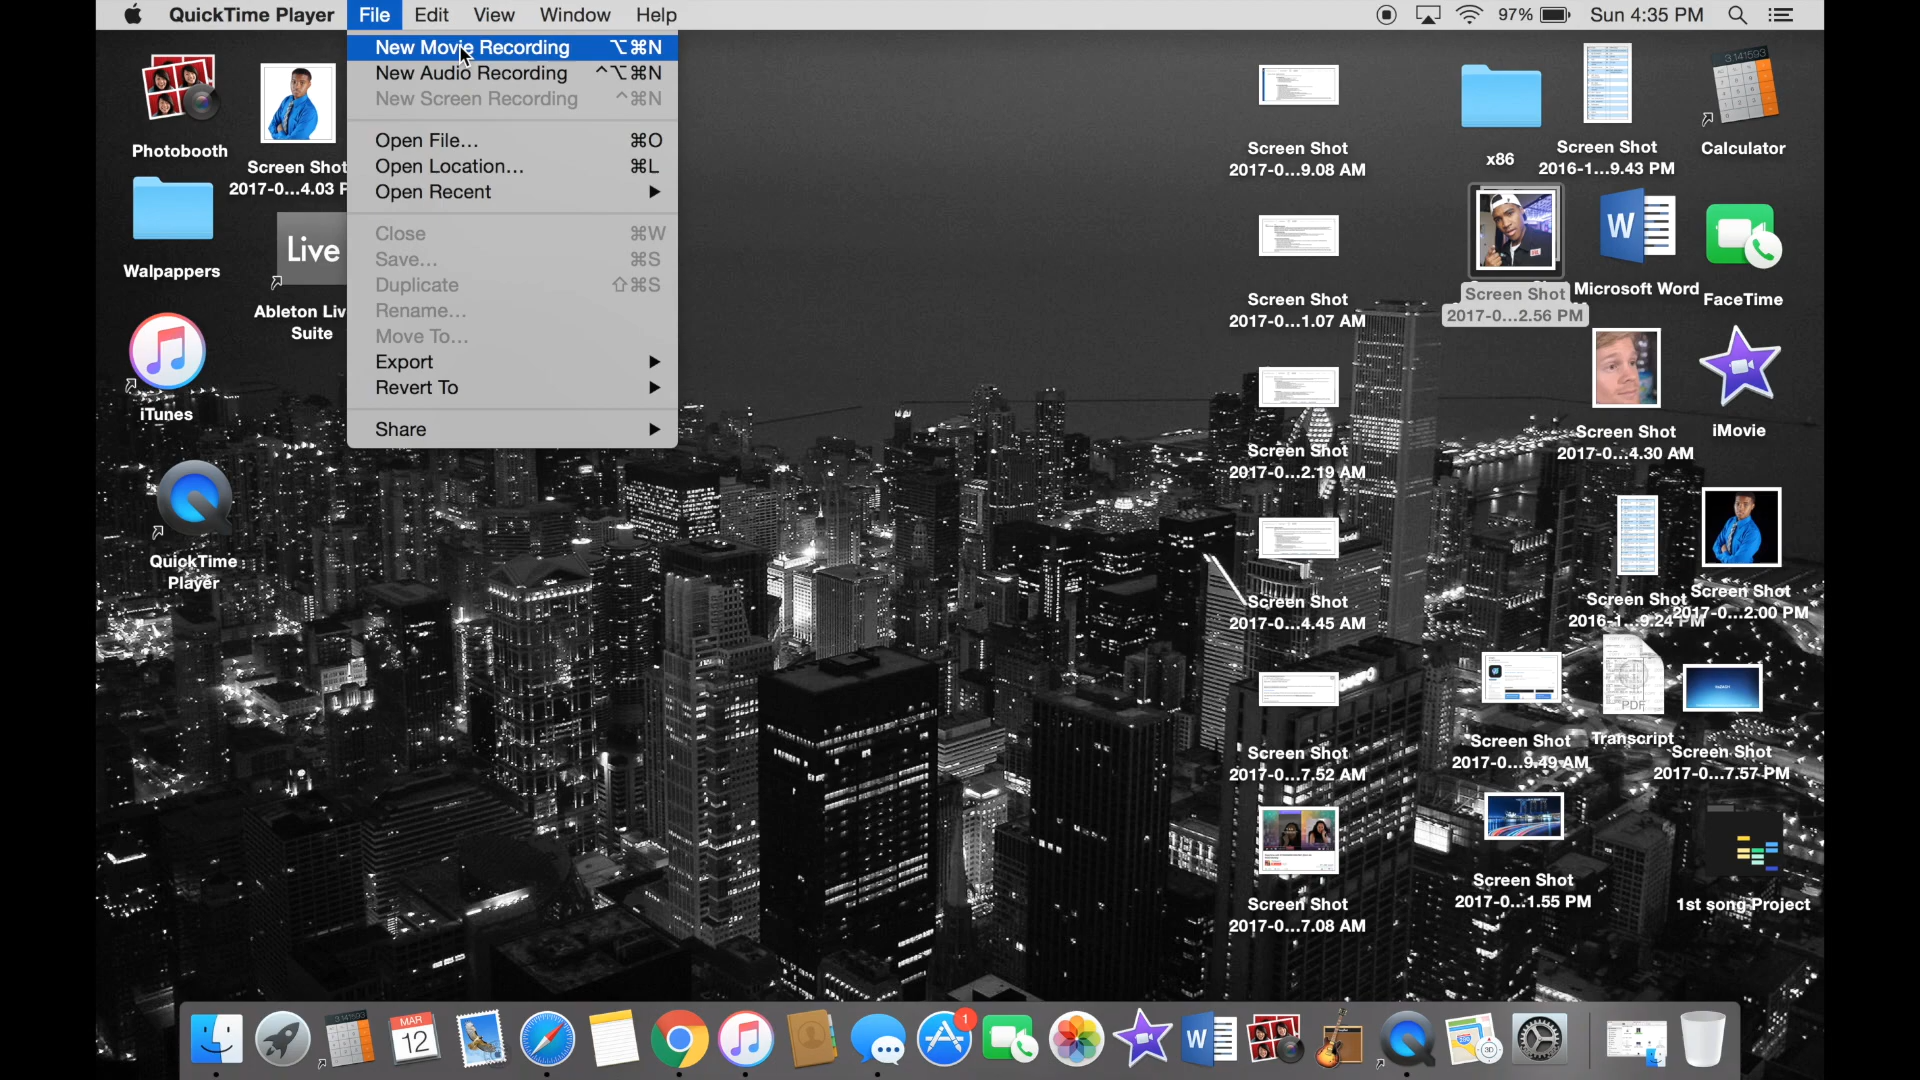 QuickTime Player File Edit View Window Help 97% Sun 4:35 PM
New Movie Recording ⌥⌘N
New Audio Recording ⌃⌥⌘N
New Screen Recording ⌃⌘N
Open File... ⌘O
Open Location... ⌘L
Open Recent ▶
Close ⌘W
Save... ⌘S
Duplicate ⇧⌘S
Rename...
Move To...
Export ▶
Revert To ▶
Share ▶
Photobooth
Screen Shot
2017-0...4.03 P
Walpappers
Live
Ableton Liv
Suite
iTunes
QuickTime
Player
Screen Shot
2017-0...9.08 AM
Screen Shot
2017-0...1.07 AM
Screen Shot
2017-0...2.19 AM
Screen Shot
2017-0...4.45 AM
Screen Shot
2017-0...7.52 AM
Screen Shot
2017-0...7.08 AM
x86
Screen Shot
2016-1...9.43 PM
3.141593
Calculator
Screen Shot
2017-0...2.56 PM
W
Microsoft Word
FaceTime
Screen Shot
2017-0...4.30 AM
iMovie
Screen Shot
2016-1...9.24 PM
Screen Shot
2017-0...2.00 PM
Screen Shot
2017-0...9.49 AM
PDF
Transcript
Screen Shot
2017-0...7.57 PM
Screen Shot
2017-0...1.55 PM
1st song Project
3.141593
MAR
12
1
W
3D